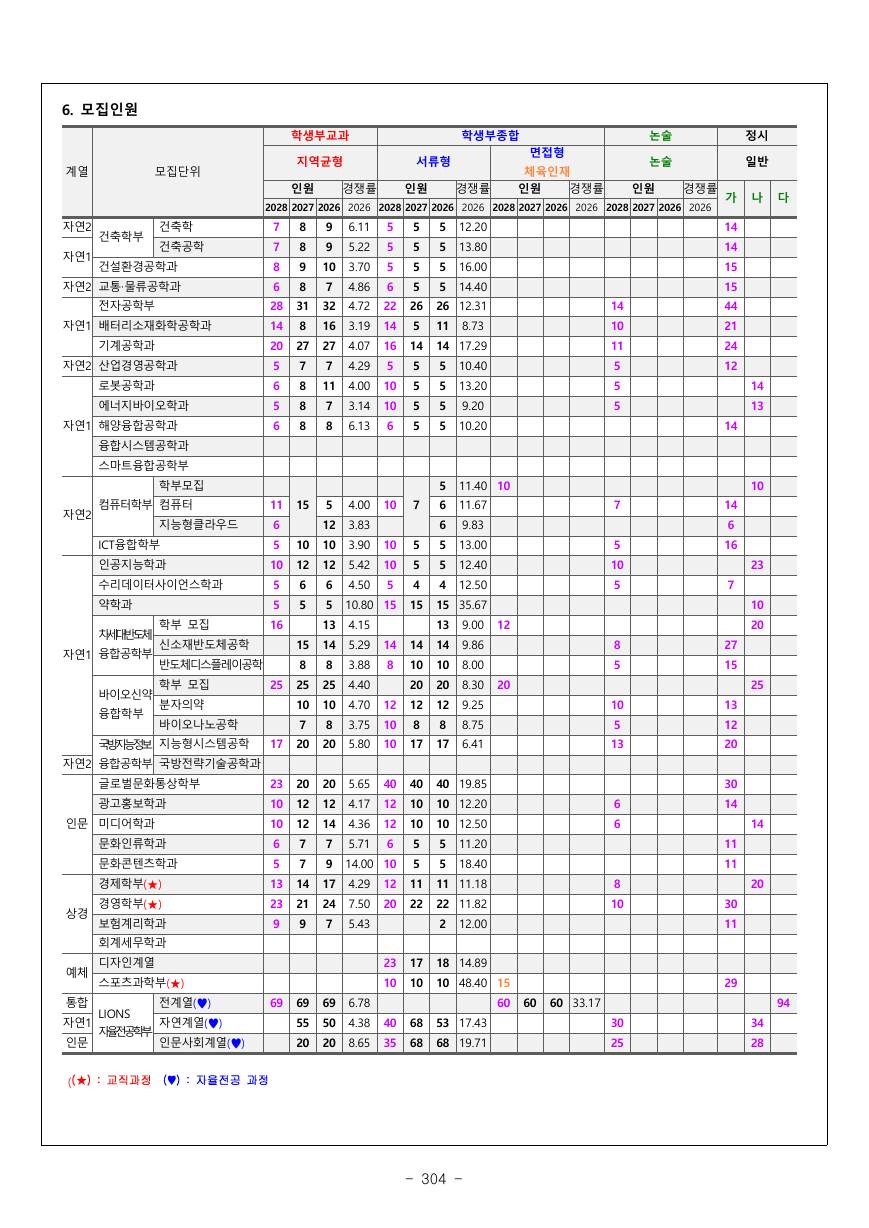 6. 모집인원
계열 모집단위 학생부교과 학생부종합 논술 정시
지역균형 서류형 면접형 체육인재 논술 일반
인원 경쟁률 인원 경쟁률 인원 경쟁률 인원 경쟁률 가 나 다
2028 2027 2026 2026 2028 2027 2026 2026 2028 2027 2026 2026 2028 2027 2026 2026
자연2 건축학부 건축학 7 8 9 6.11 5 5 5 12.20 14
자연1 건축공학 7 8 9 5.22 5 5 5 13.80 14
건설환경공학과 8 9 10 3.70 5 5 5 16.00 15
자연2 교통·물류공학과 6 8 7 4.86 6 5 5 14.40 15
자연1 전자공학부 28 31 32 4.72 22 26 26 12.31 14 44
배터리소재화학공학과 14 8 16 3.19 14 5 11 8.73 10 21
기계공학과 20 27 27 4.07 16 14 14 17.29 11 24
자연2 산업경영공학과 5 7 7 4.29 5 5 5 10.40 5 12
자연1 로봇공학과 6 8 11 4.00 10 5 5 13.20 5 14
에너지바이오학과 5 8 7 3.14 10 5 5 9.20 5 13
해양융합공학과 6 8 8 6.13 6 5 5 10.20 14
융합시스템공학과
스마트융합공학부
자연2 컴퓨터학부 학부모집 5 11.40 10 10
컴퓨터 11 15 5 4.00 10 7 6 11.67 7 14
지능형클라우드 6 12 3.83 6 9.83 6
ICT융합학부 5 10 10 3.90 10 5 5 13.00 5 16
자연1 인공지능학과 10 12 12 5.42 10 5 5 12.40 10 23
수리데이터사이언스학과 5 6 6 4.50 5 4 4 12.50 5 7
약학과 5 5 5 10.80 15 15 15 35.67 10
차세대반도체 융합공학부 학부 모집 16 13 4.15 13 9.00 12 20
신소재반도체공학 15 14 5.29 14 14 14 9.86 8 27
반도체디스플레이공학 8 8 3.88 8 10 10 8.00 5 15
바이오신약 융합학부 학부 모집 25 25 25 4.40 20 20 8.30 20 25
분자의약 10 10 4.70 12 12 12 9.25 10 13
바이오나노공학 7 8 3.75 10 8 8 8.75 5 12
국방지능정보 지능형시스템공학 17 20 20 5.80 10 17 17 6.41 13 20
자연2 융합공학부 국방전략기술공학과
인문 글로벌문화통상학부 23 20 20 5.65 40 40 40 19.85 30
광고홍보학과 10 12 12 4.17 12 10 10 12.20 6 14
미디어학과 10 12 14 4.36 12 10 10 12.50 6 14
문화인류학과 6 7 7 5.71 6 5 5 11.20 11
문화콘텐츠학과 5 7 9 14.00 10 5 5 18.40 11
상경 경제학부(★) 13 14 17 4.29 12 11 11 11.18 8 20
경영학부(★) 23 21 24 7.50 20 22 22 11.82 10 30
보험계리학과 9 9 7 5.43 2 12.00 11
회계세무학과
예체 디자인계열 23 17 18 14.89
스포츠과학부(★) 10 10 10 48.40 15 29
통합 LIONS 자율전공학부 전계열(♥) 69 69 69 6.78 60 60 60 33.17 94
자연1 자연계열(♥) 55 50 4.38 40 68 53 17.43 30 34
인문 인문사회계열(♥) 20 20 8.65 35 68 68 19.71 25 28
((★) : 교직과정 (♥) : 자율전공 과정
- 304 -